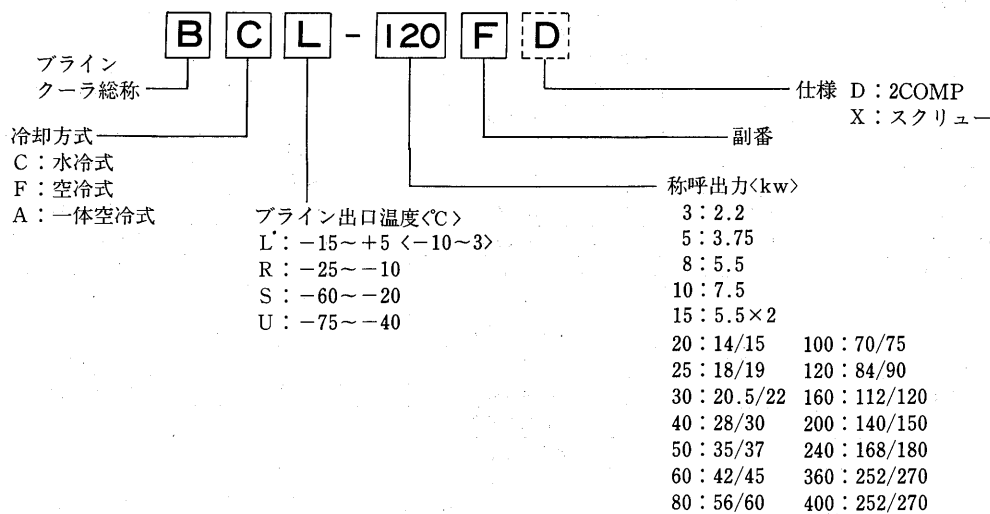 BCL-120FD
ブライン
クーラ総称
仕様 D：2COMP
X：スクリュー
冷却方式
C：水冷式
F：空冷式
A：一体空冷式
副番
ブライン出口温度<℃>
L：−15～+5 <−10～3>
R：−25～−10
S：−60～−20
U：−75～−40
称呼出力<kw>
3：2.2
5：3.75
8：5.5
10：7.5
15：5.5×2
20：14/15 100：70/75
25：18/19 120：84/90
30：20.5/22 160：112/120
40：28/30 200：140/150
50：35/37 240：168/180
60：42/45 360：252/270
80：56/60 400：252/270